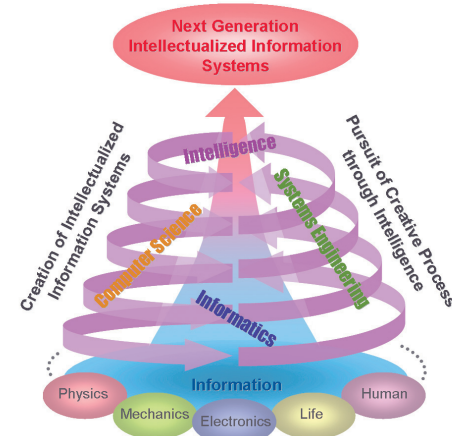 Next Generation
Intellectualized Information
Systems
Creation of Intellectualized
Information Systems
Pursuit of Creative Process
through Intelligence
Intelligence
Computer Science
Systems Engineering
Informatics
Information
Physics
Mechanics
Electronics
Life
Human